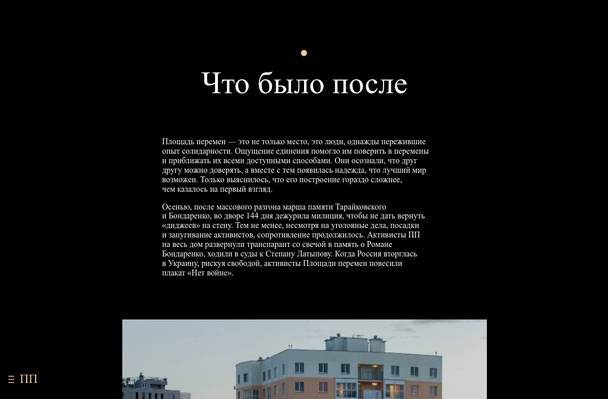 Что было после
Площадь перемен — это не только место, это люди, однажды пережившие
опыт солидарности. Ощущение единения помогло им поверить в перемены
и приближать их всеми доступными способами. Они осознали, что друг
другу можно доверять, а вместе с тем появилась надежда, что лучший мир
возможен. Только выяснилось, что его построение гораздо сложнее,
чем казалось на первый взгляд.
Осенью, после массового разгона марша памяти Тарайковского
и Бондаренко, во дворе 144 дня дежурила милиция, чтобы не дать вернуть
«диджеев» на стену. Тем не менее, несмотря на уголовные дела, посадки
и запугивание активистов, сопротивление продолжилось. Активисты ПП
на весь дом развернули транспарант со свечой в память о Романе
Бондаренко, ходили в суды к Степану Латыпову. Когда Россия вторглась
в Украину, рискуя свободой, активисты Площади перемен повесили
плакат «Нет войне».
ПП